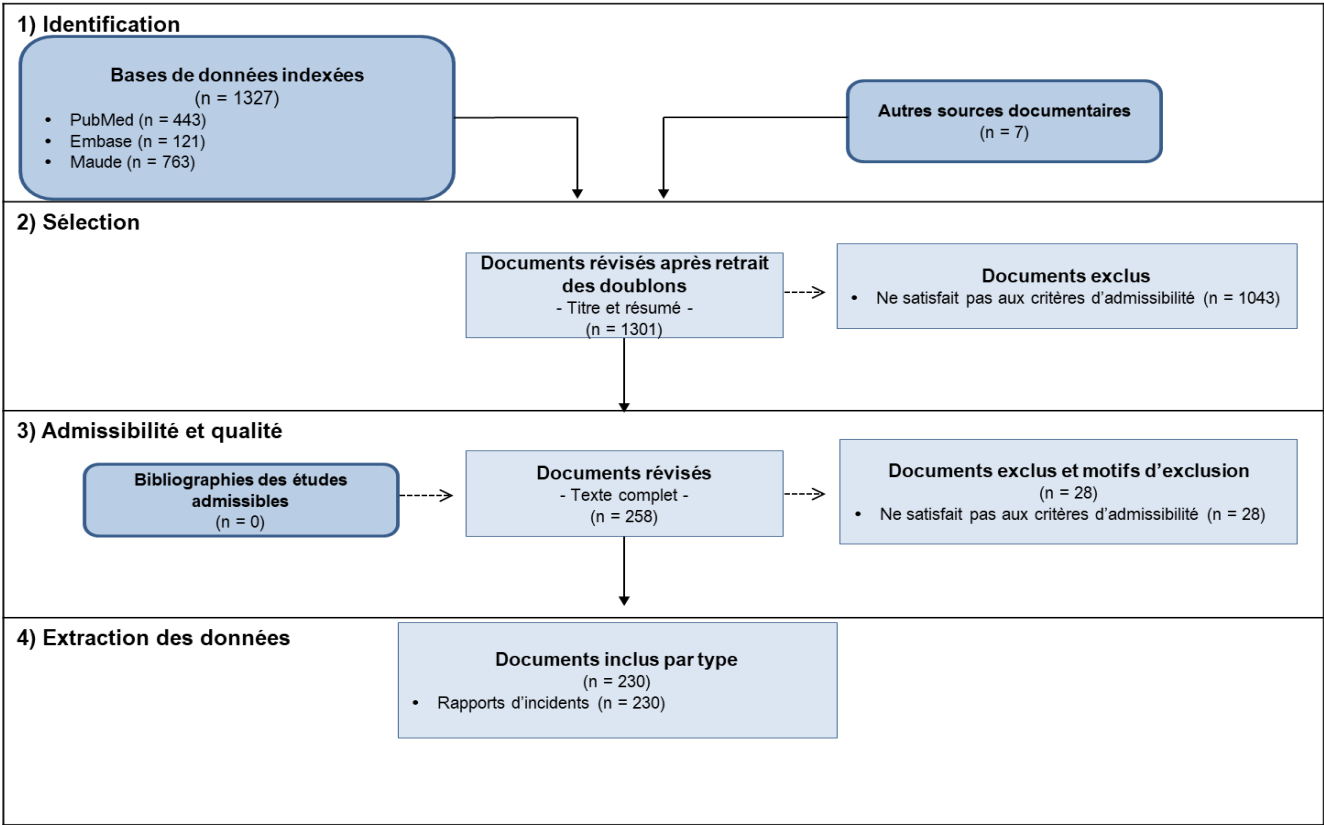 1) Identification
Bases de données indexées
(n = 1327)
• PubMed (n = 443)
• Embase (n = 121)
• Maude (n = 763)
Autres sources documentaires
(n = 7)
2) Sélection
Documents révisés après retrait
des doublons
- Titre et résumé -
(n = 1301)
Documents exclus
• Ne satisfait pas aux critères d’admissibilité (n = 1043)
3) Admissibilité et qualité
Bibliographies des études
admissibles
(n = 0)
Documents révisés
- Texte complet -
(n = 258)
Documents exclus et motifs d’exclusion
(n = 28)
• Ne satisfait pas aux critères d’admissibilité (n = 28)
4) Extraction des données
Documents inclus par type
(n = 230)
• Rapports d’incidents (n = 230)